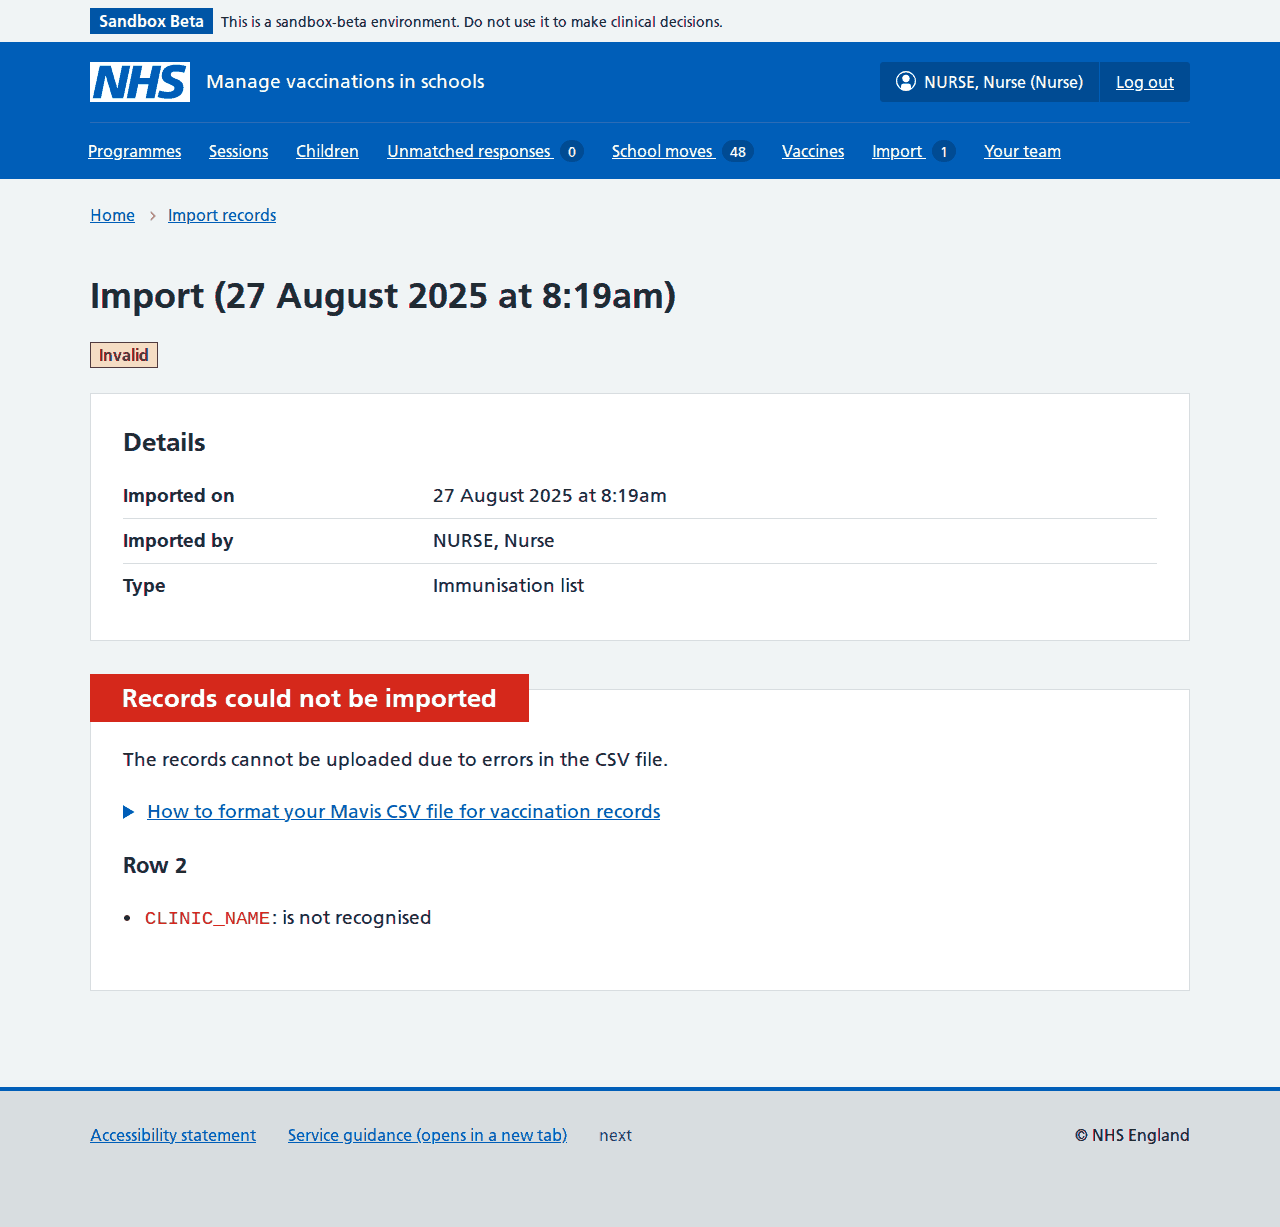 Sandbox Beta This is a sandbox-beta environment. Do not use it to make clinical decisions.
NHS Manage vaccinations in schools NURSE, Nurse (Nurse) Log out
Programmes Sessions Children Unmatched responses 0 School moves 48 Vaccines Import 1 Your team
Home › Import records
Import (27 August 2025 at 8:19am)
Invalid
Details
Imported on 27 August 2025 at 8:19am
Imported by NURSE, Nurse
Type Immunisation list
Records could not be imported
The records cannot be uploaded due to errors in the CSV file.
How to format your Mavis CSV file for vaccination records
Row 2
• CLINIC_NAME: is not recognised
Accessibility statement Service guidance (opens in a new tab) next © NHS England